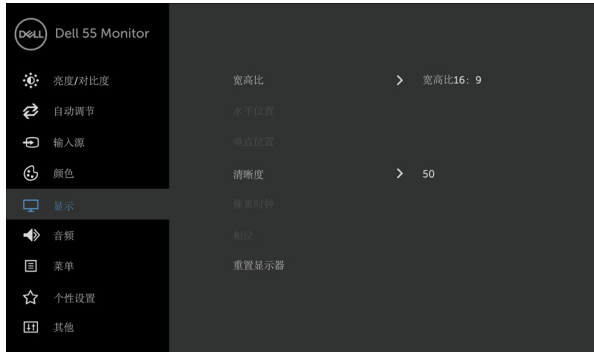 DELL Dell 55 Monitor
亮度/对比度
宽高比 宽高比16: 9
自动调节
水平位置
输入源
垂直位置
颜色
清晰度 50
显示
像素时钟
音频
相位
菜单
重置显示器
个性设置
其他